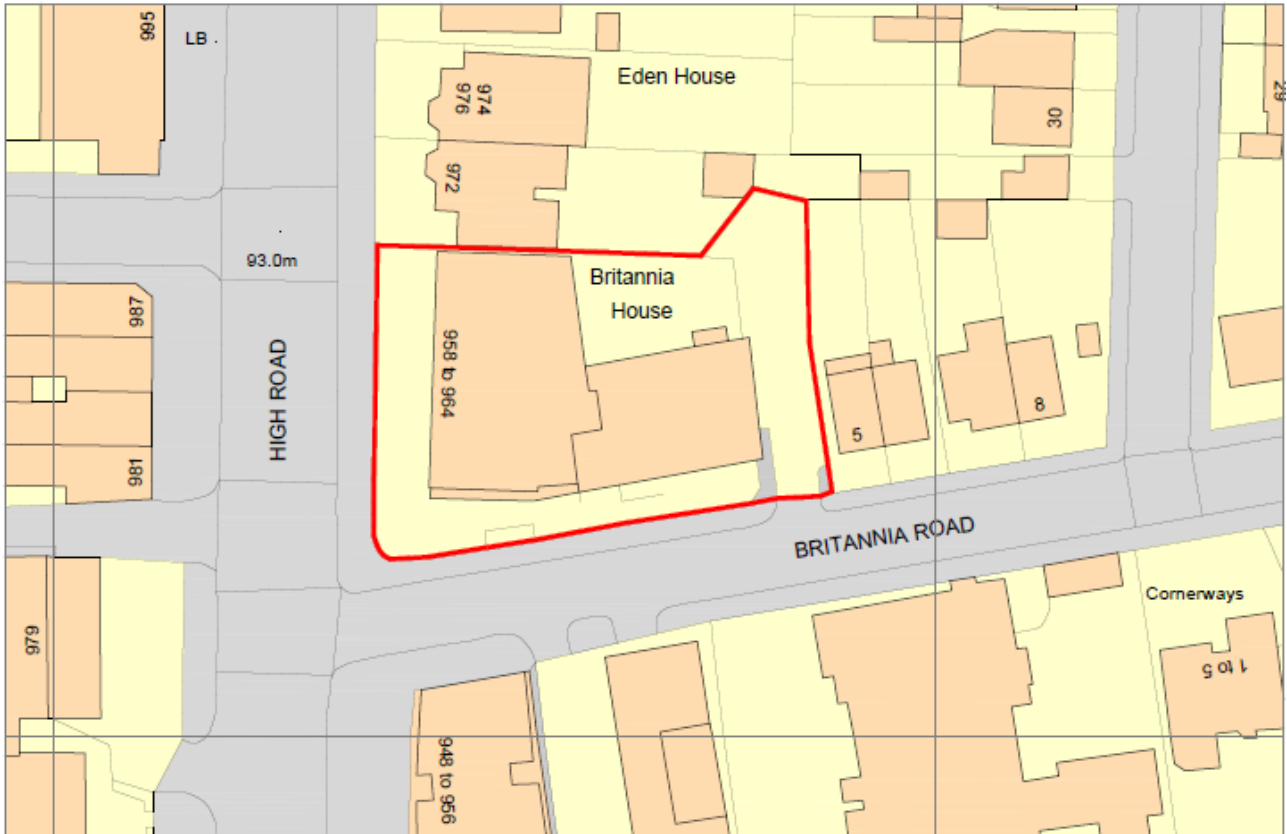 995
LB .
Eden House
974
976
30
29
972
93.0m
Britannia
House
987
958 to 964
HIGH ROAD
981
5
8
BRITANNIA ROAD
Cornerways
979
1 to 5
948 to 956